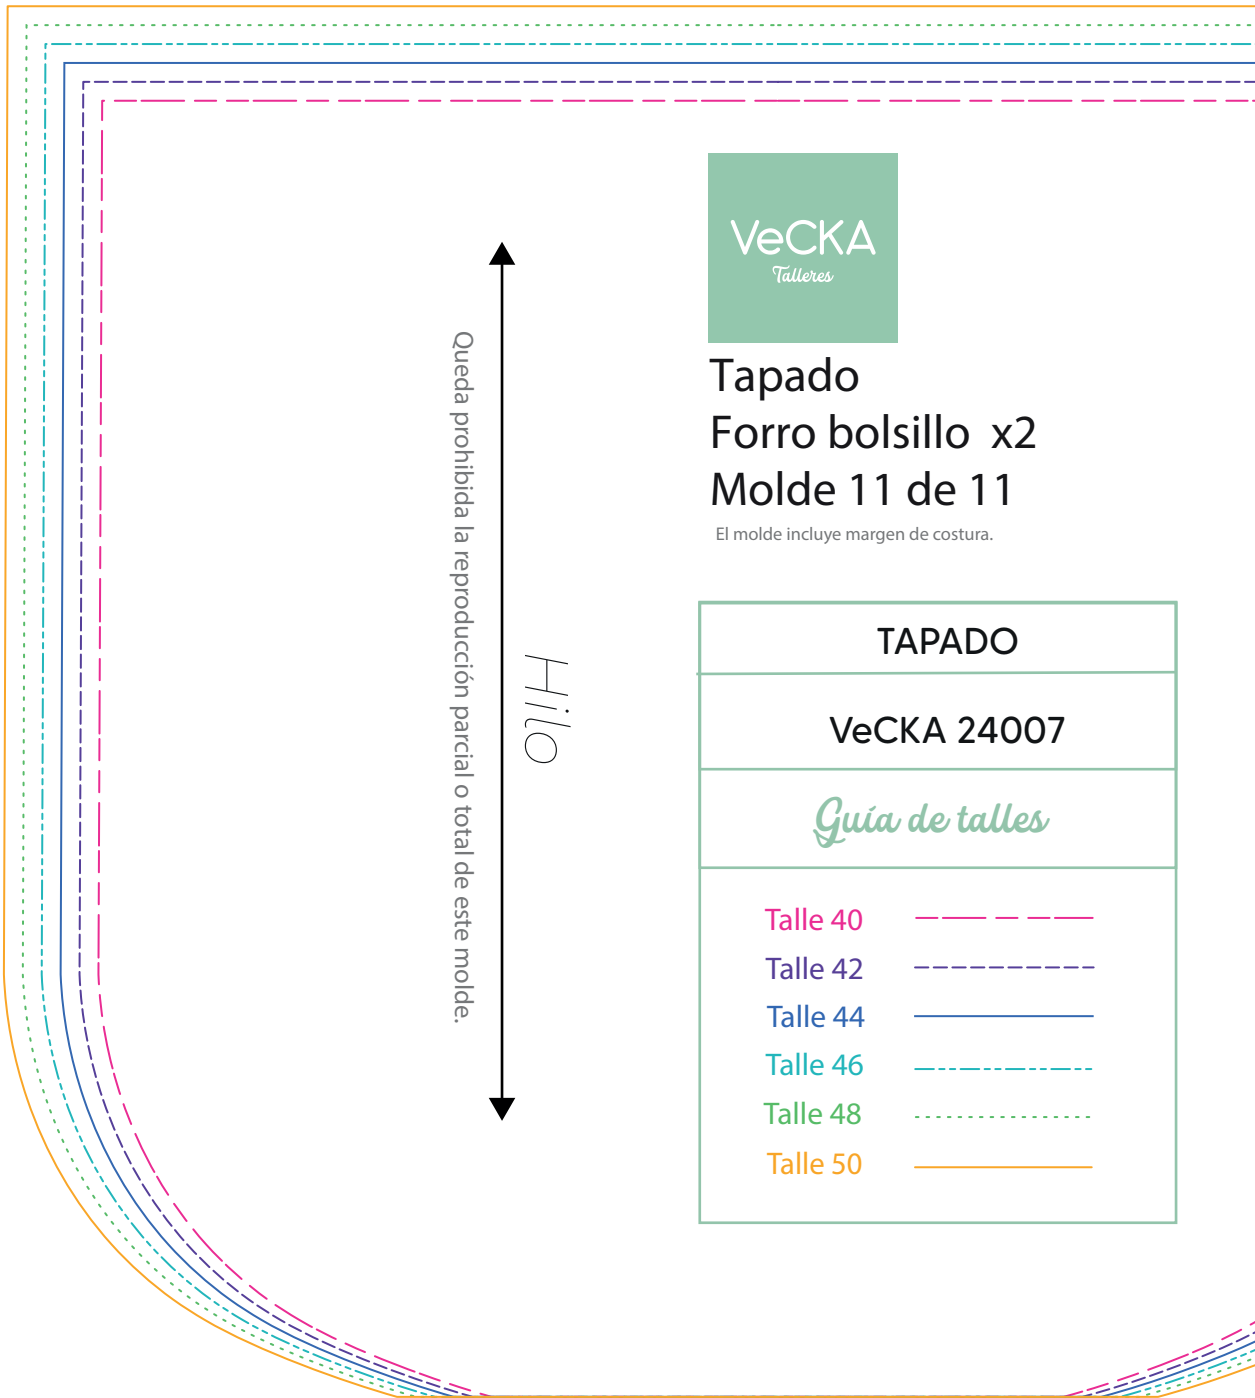 VeCKA
Talleres
Tapado
Forro bolsillo x2
Molde 11 de 11
El molde incluye margen de costura.
Queda prohibida la reproducción parcial o total de este molde.
Hilo
TAPADO
VeCKA 24007
Guía de talles
Talle 40
Talle 42
Talle 44
Talle 46
Talle 48
Talle 50